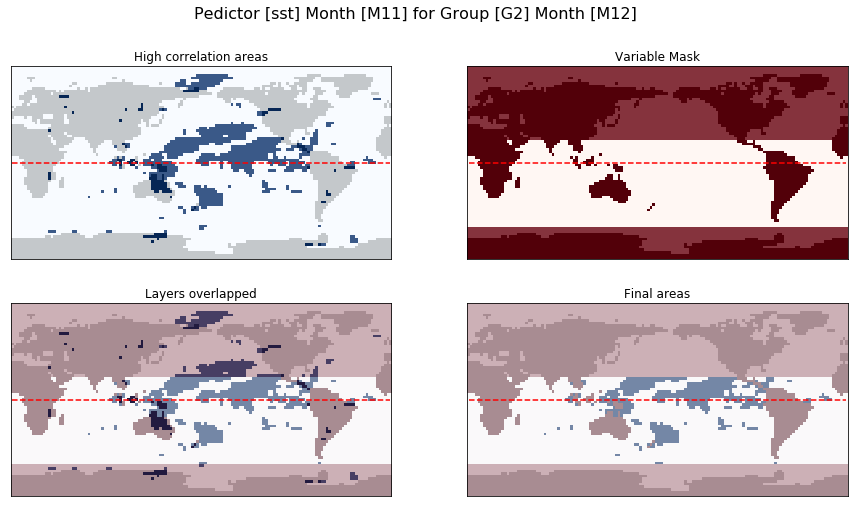 Pedictor [sst] Month [M11] for Group [G2] Month [M12]
High correlation areas
Variable Mask
Layers overlapped
Final areas